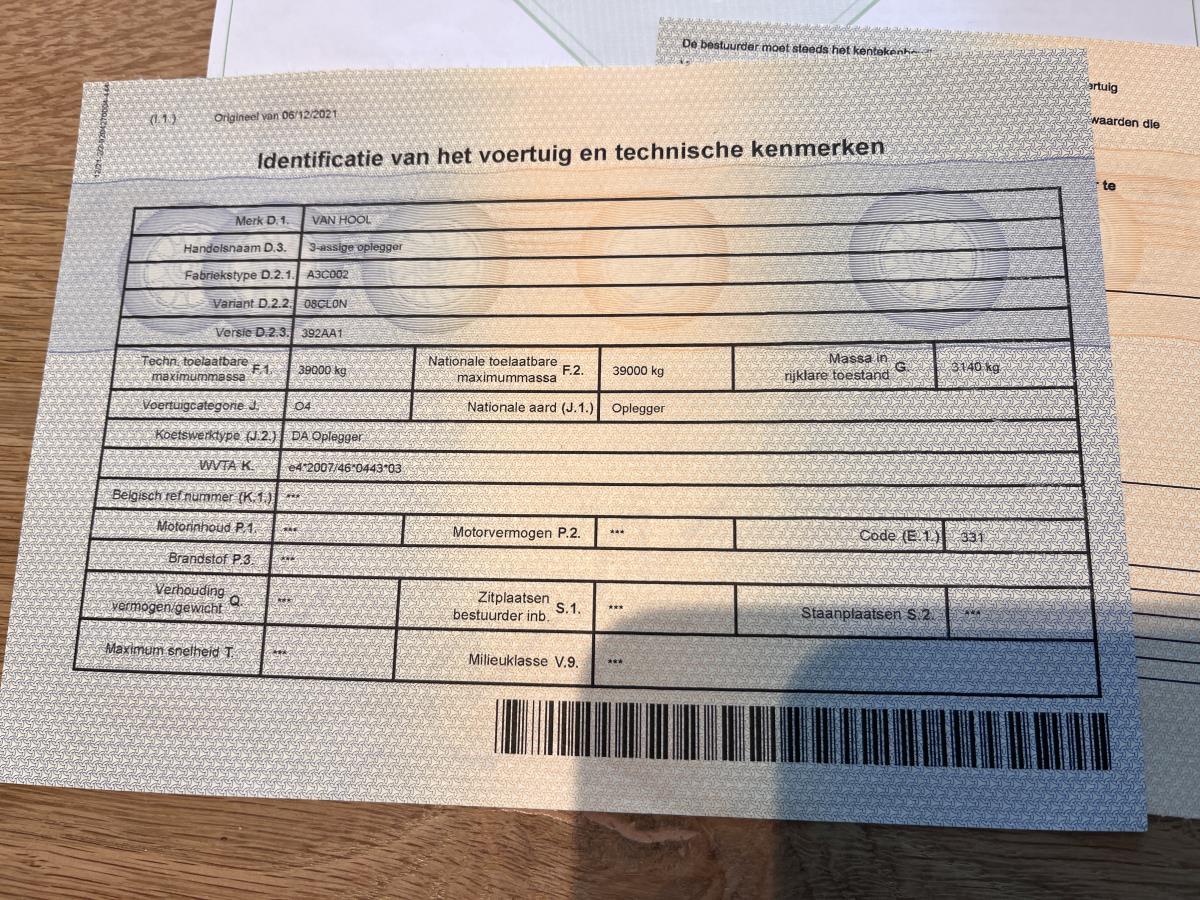 De bestuurder moet steeds het
ertuig
waarden die
te
(I.1.) Origineel van 06/12/2021
Identificatie van het voertuig en technische kenmerken
Merk D.1. VAN HOOL
Handelsnaam D.3. 3-assige oplegger
Fabriekstype D.2.1. A3C002
Variant D.2.2. 08CL0N
Versie D.2.3. 392AA1
Techn. toelaatbare maximummassa F.1. 39000 kg Nationale toelaatbare maximummassa F.2. 39000 kg Massa in rijklare toestand G. 3140 kg
Voertuigcategorie J. O4 Nationale aard (J.1.) Oplegger
Koetswerktype (J.2.) DA Oplegger
WVTA K. e4*2007/46*0443*03
Belgisch ref nummer (K.1.) ***
Motorinhoud P.1. *** Motorvermogen P.2. *** Code (E.1.) 331
Brandstof P.3. ***
Verhouding vermogen/gewicht Q. *** Zitplaatsen bestuurder inb. S.1. *** Staanplaatsen S.2. ***
Maximum snelheid T. *** Milieuklasse V.9. ***